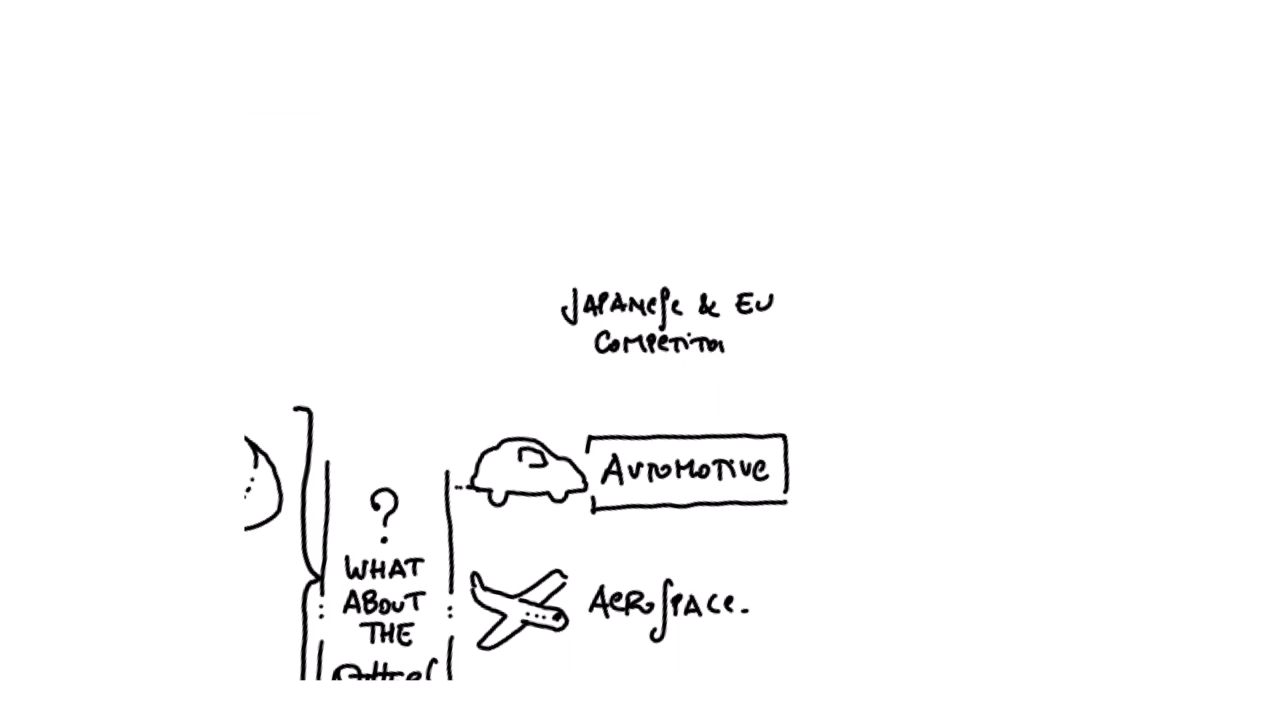 JAPANESE & EU
COMPETITOR
AUTOMOTIVE
?
WHAT
ABOUT
THE
AEROSPACE.